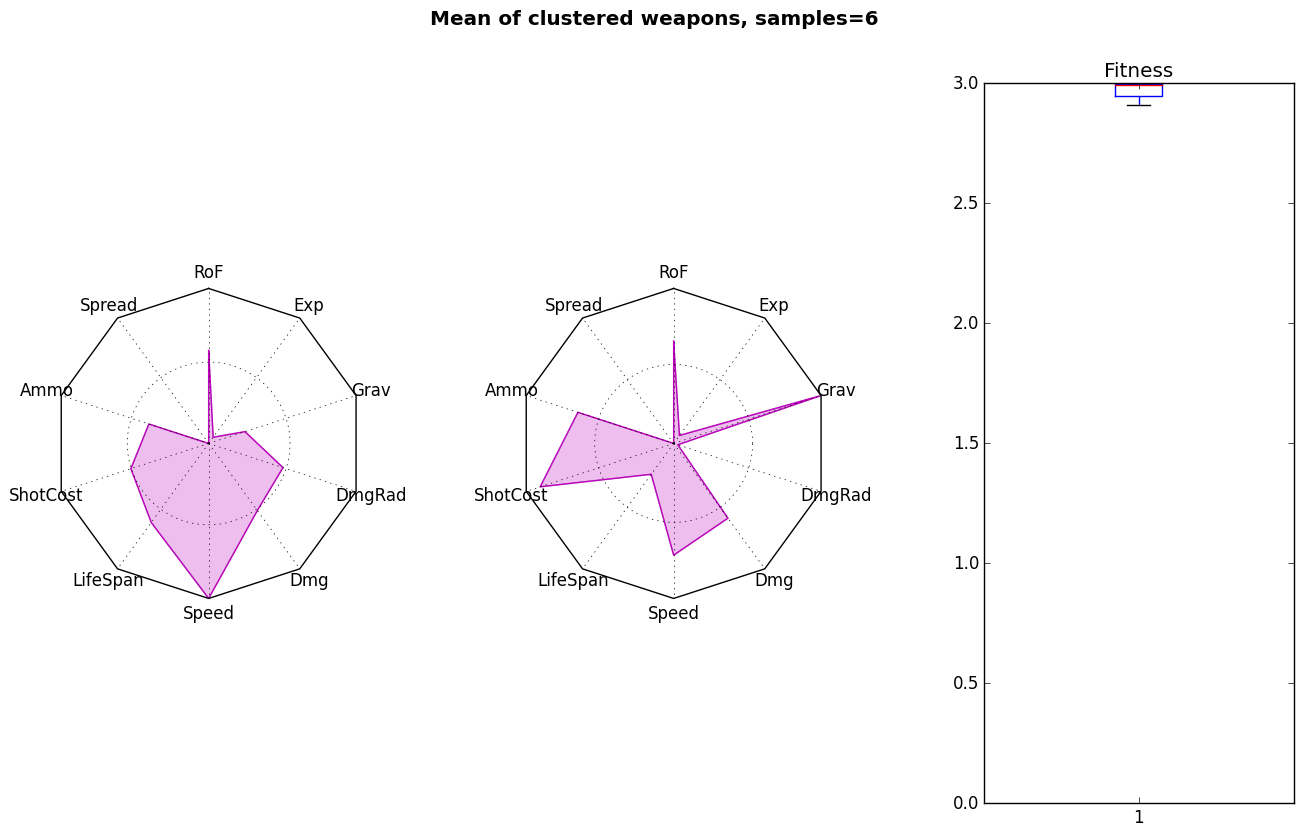 Mean of clustered weapons, samples=6
RoF
Exp
Grav
DmgRad
Dmg
Speed
LifeSpan
ShotCost
Ammo
Spread
RoF
Exp
Grav
DmgRad
Dmg
Speed
LifeSpan
ShotCost
Ammo
Spread
Fitness
3.0
2.5
2.0
1.5
1.0
0.5
0.0
1